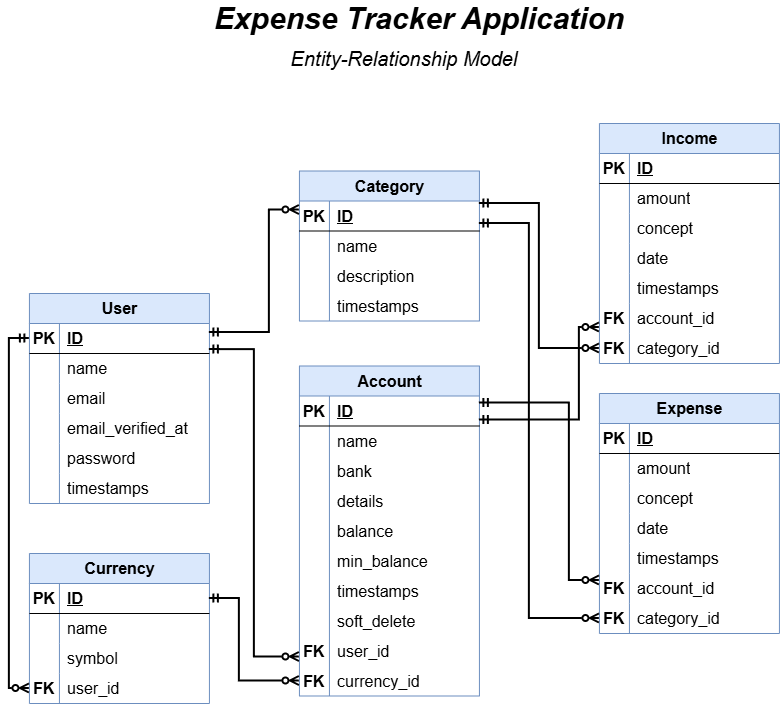 Expense Tracker Application
Entity-Relationship Model
Income
PK ID
amount
concept
date
timestamps
FK account_id
FK category_id
Category
PK ID
name
description
timestamps
User
PK ID
name
email
email_verified_at
password
timestamps
Account
PK ID
name
bank
details
balance
min_balance
timestamps
soft_delete
FK user_id
FK currency_id
Expense
PK ID
amount
concept
date
timestamps
FK account_id
FK category_id
Currency
PK ID
name
symbol
FK user_id